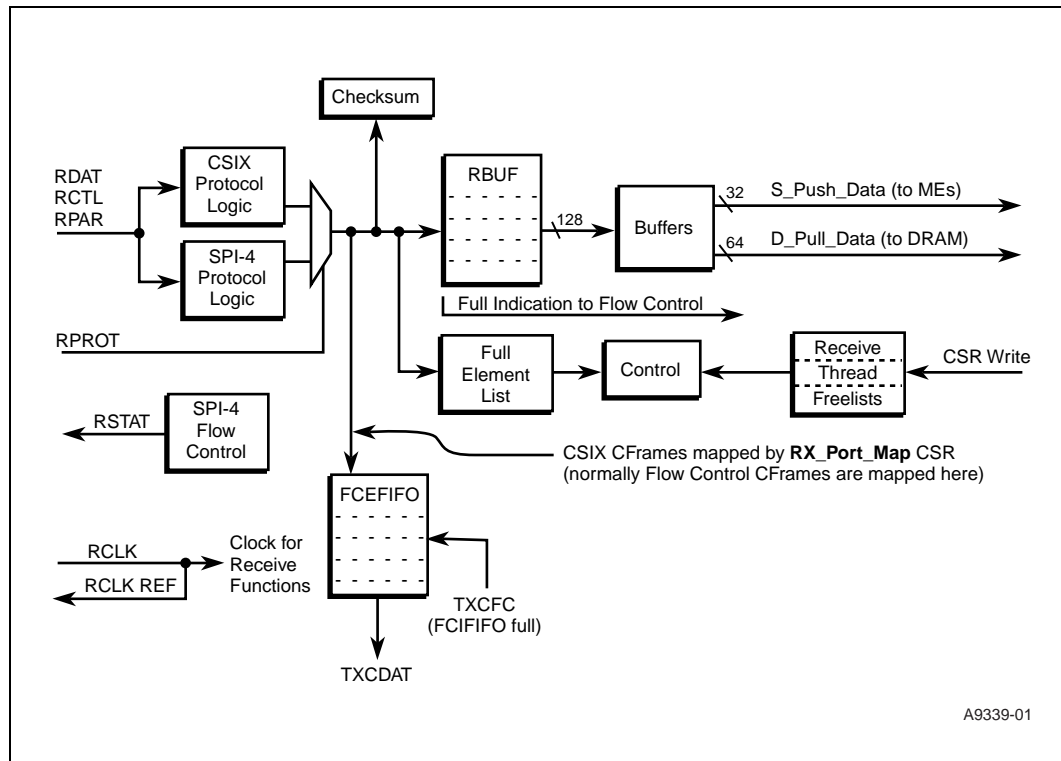 Checksum
RDAT
RCTL
RPAR
CSIX
Protocol
Logic
SPI-4
Protocol
Logic
RPROT
RBUF
128
Buffers
32
S_Push_Data (to MEs)
64
D_Pull_Data (to DRAM)
Full Indication to Flow Control
Full
Element
List
Control
Receive
Thread
Freelists
CSR Write
RSTAT
SPI-4
Flow
Control
CSIX CFrames mapped by RX_Port_Map CSR
(normally Flow Control CFrames are mapped here)
FCEFIFO
RCLK
RCLK REF
Clock for
Receive
Functions
TXCFC
(FCIFIFO full)
TXCDAT
A9339-01